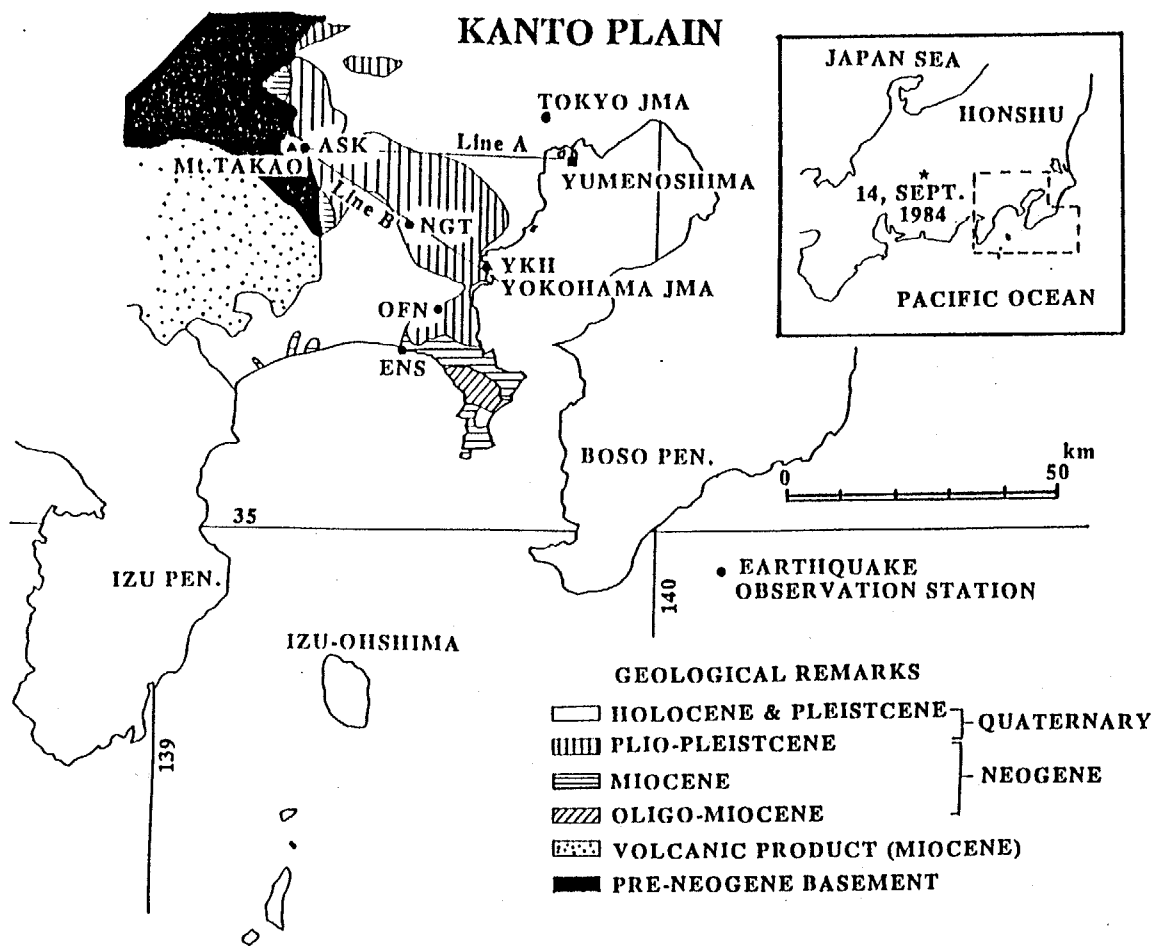 KANTO PLAIN
JAPAN SEA
HONSHU
14, SEPT.
1984
PACIFIC OCEAN
TOKYO JMA
Line A
ASK
Mt.TAKAO
YUMENOSHIMA
Line B
NGT
YKH
YOKOHAMA JMA
OFN
ENS
BOSO PEN.
km
0
50
35
IZU PEN.
140
EARTHQUAKE
OBSERVATION STATION
IZU-OHSHIMA
139
GEOLOGICAL REMARKS
HOLOCENE & PLEISTCENE
QUATERNARY
PLIO-PLEISTCENE
MIOCENE
NEOGENE
OLIGO-MIOCENE
VOLCANIC PRODUCT (MIOCENE)
PRE-NEOGENE BASEMENT